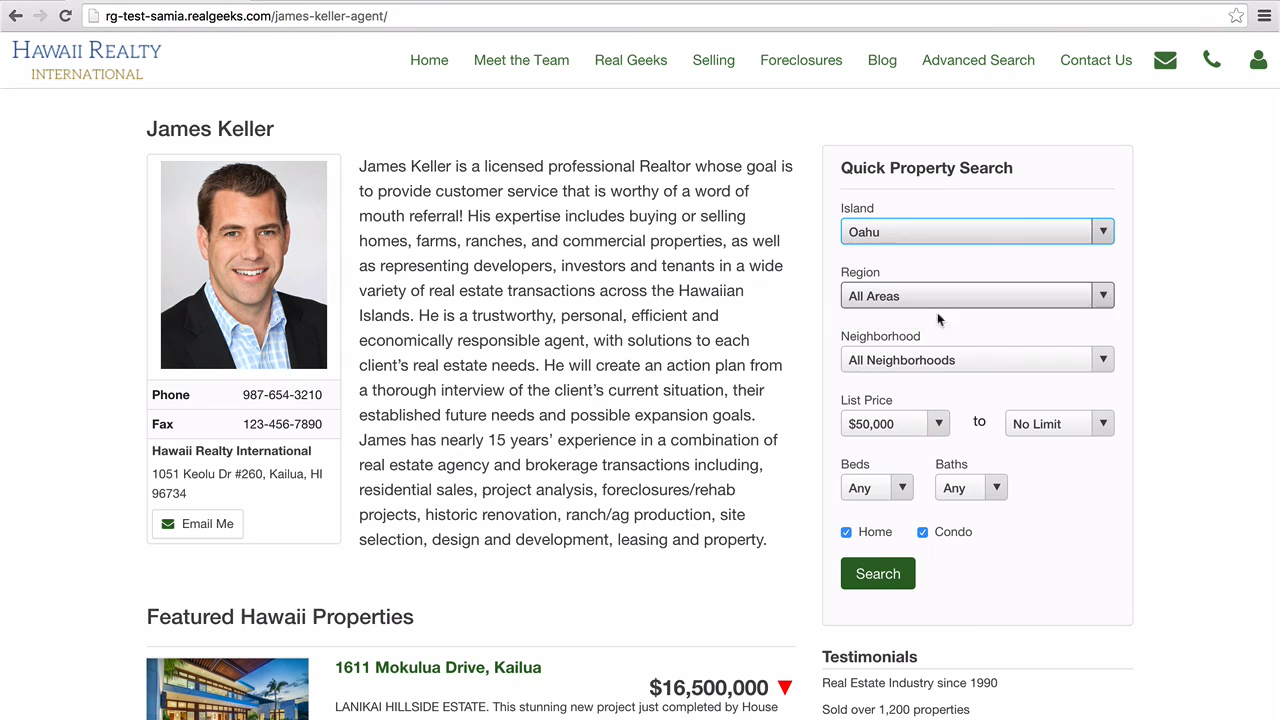 rg-test-samia.realgeeks.com/james-keller-agent/
HAWAII REALTY
INTERNATIONAL
Home Meet the Team Real Geeks Selling Foreclosures Blog Advanced Search Contact Us
James Keller
James Keller is a licensed professional Realtor whose goal is
to provide customer service that is worthy of a word of
mouth referral! His expertise includes buying or selling
homes, farms, ranches, and commercial properties, as well
as representing developers, investors and tenants in a wide
variety of real estate transactions across the Hawaiian
Islands. He is a trustworthy, personal, efficient and
economically responsible agent, with solutions to each
client’s real estate needs. He will create an action plan from
a thorough interview of the client’s current situation, their
established future needs and possible expansion goals.
James has nearly 15 years’ experience in a combination of
real estate agency and brokerage transactions including,
residential sales, project analysis, foreclosures/rehab
projects, historic renovation, ranch/ag production, site
selection, design and development, leasing and property.
Phone 987-654-3210
Fax 123-456-7890
Hawaii Realty International
1051 Keolu Dr #260, Kailua, HI
96734
Email Me
Quick Property Search
Island
Oahu
Region
All Areas
Neighborhood
All Neighborhoods
List Price
$50,000 to No Limit
Beds Baths
Any Any
Home Condo
Search
Featured Hawaii Properties
1611 Mokulua Drive, Kailua
$16,500,000
LANIKAI HILLSIDE ESTATE. This stunning new project just completed by House
Testimonials
Real Estate Industry since 1990
Sold over 1,200 properties